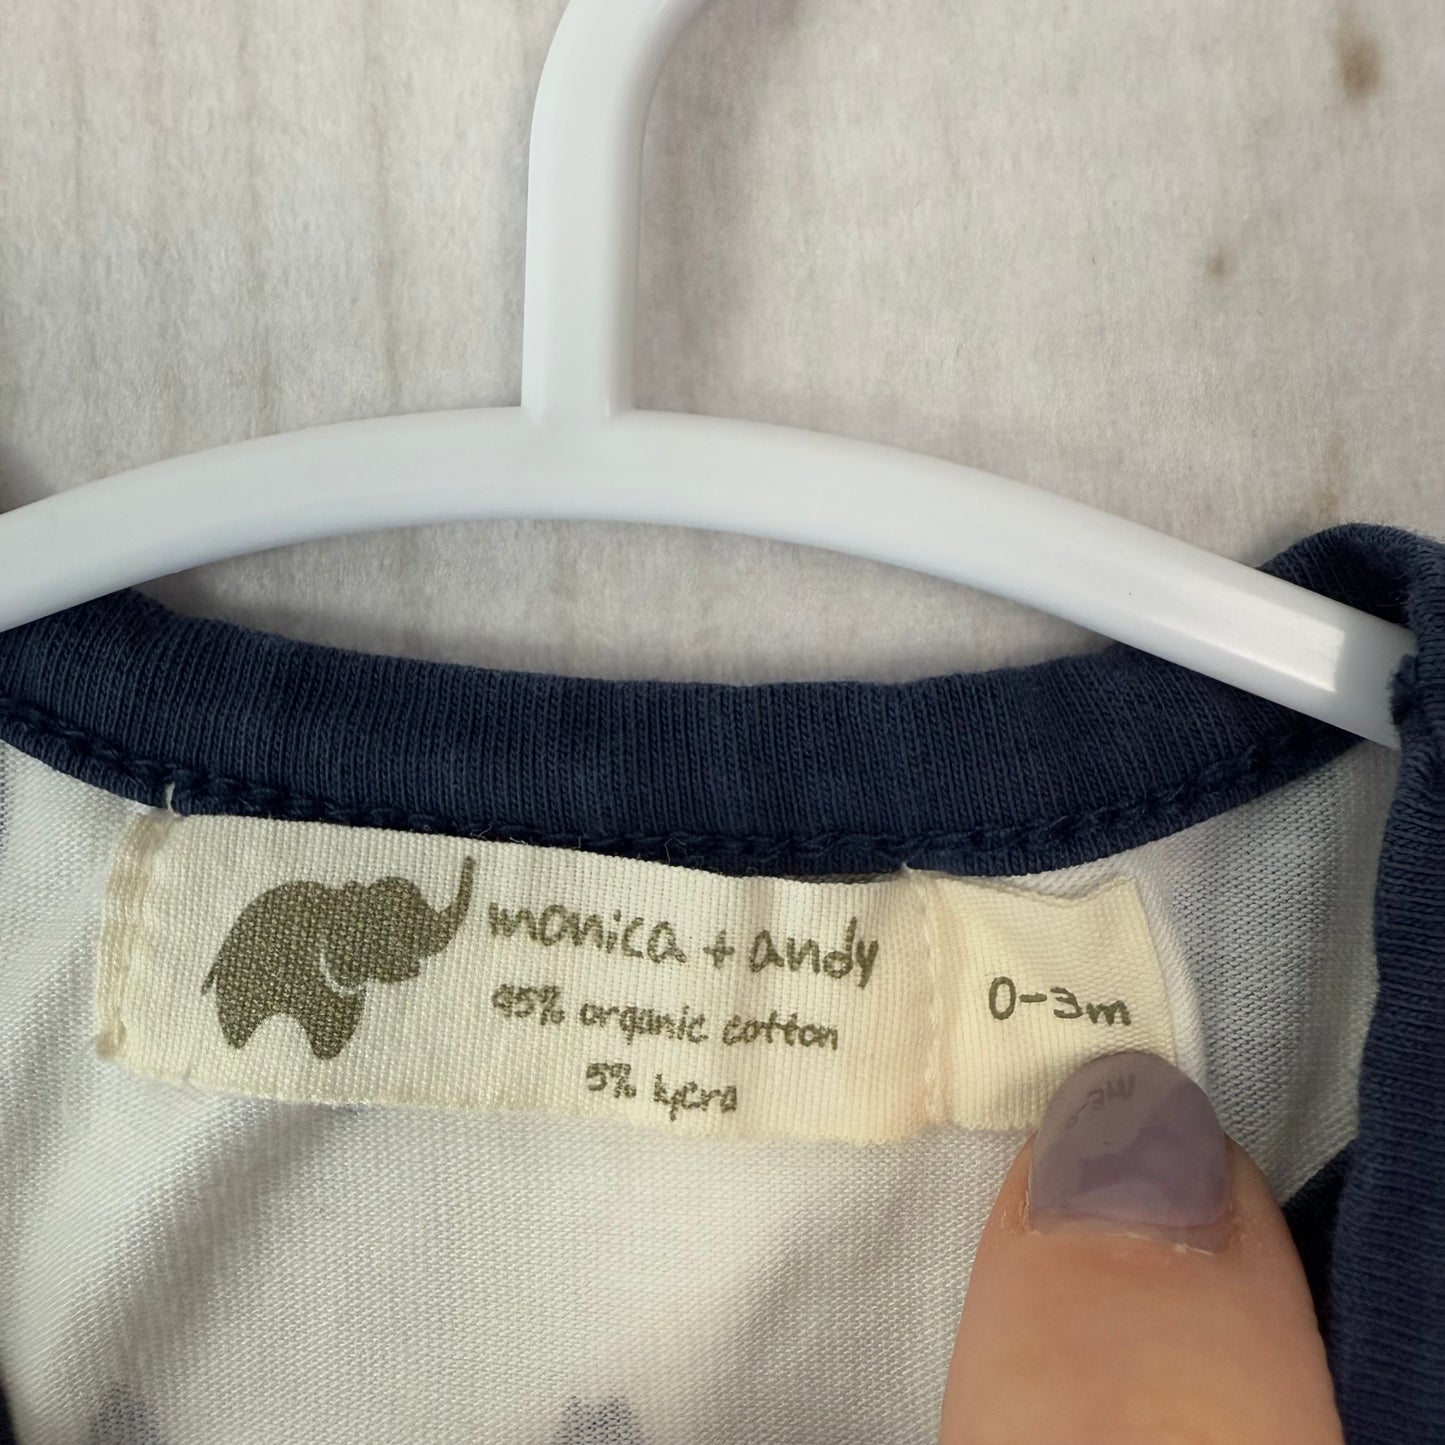 monica + andy
95% organic cotton
5% lycra
0-3m